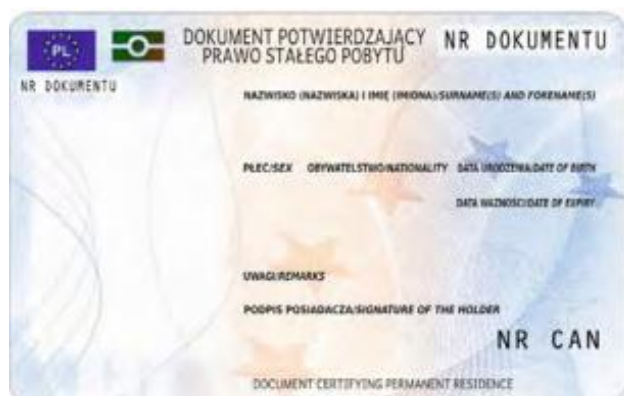 PL
DOKUMENT POTWIERDZAJĄCY
PRAWO STAŁEGO POBYTU
NR DOKUMENTU
NR DOKUMENTU
NAZWISKO (NAZWISKA) I IMIĘ (IMIONA)/SURNAME(S) AND FORENAME(S)
PŁEĆ/SEX OBYWATELSTWO/NATIONALITY DATA URODZENIA/DATE OF BIRTH
DATA WAŻNOŚCI/DATE OF EXPIRY
UWAGI/REMARKS
PODPIS POSIADACZA/SIGNATURE OF THE HOLDER
NR CAN
DOCUMENT CERTIFYING PERMANENT RESIDENCE